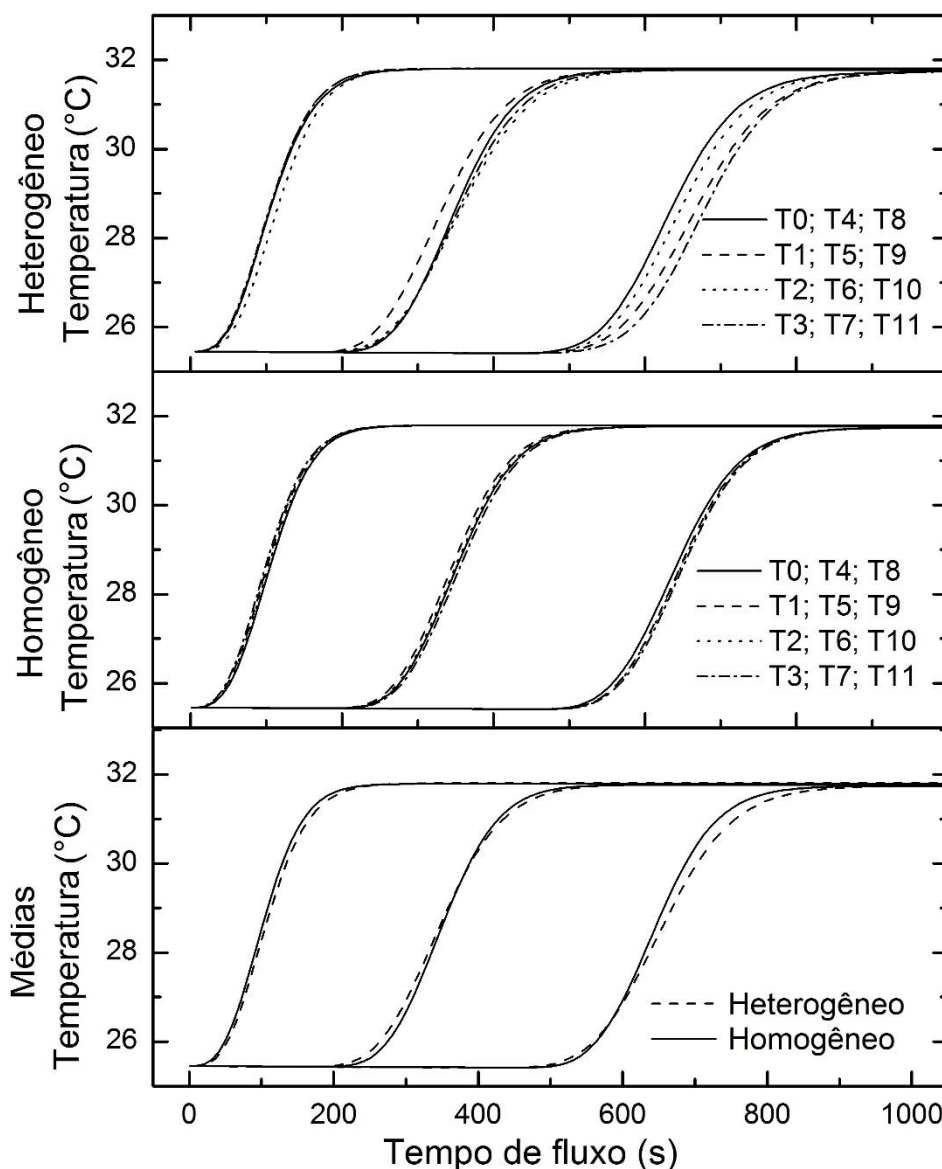 Heterogêneo
Temperatura (°C)
32
30
28
26
T0; T4; T8
T1; T5; T9
T2; T6; T10
T3; T7; T11
Homogêneo
Temperatura (°C)
32
30
28
26
T0; T4; T8
T1; T5; T9
T2; T6; T10
T3; T7; T11
Médias
Temperatura (°C)
32
30
28
26
Heterogêneo
Homogêneo
0 200 400 600 800 1000
Tempo de fluxo (s)